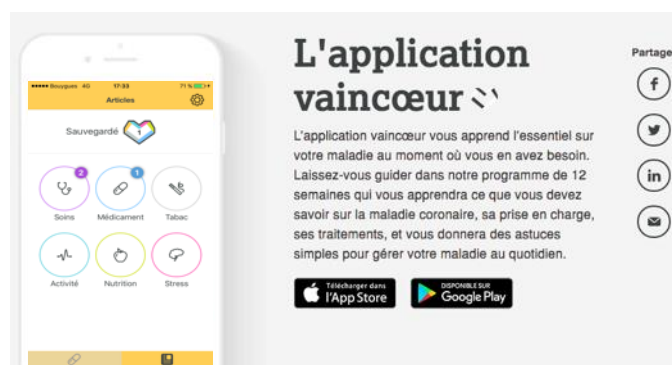 Bouygues 4G 17:33 71 %
Articles
Sauvegardé 1
2 1
Soins Médicament Tabac
Activité Nutrition Stress
L'application
vaincœur
L'application vaincœur vous apprend l'essentiel sur
votre maladie au moment où vous en avez besoin.
Laissez-vous guider dans notre programme de 12
semaines qui vous apprendra ce que vous devez
savoir sur la maladie coronaire, sa prise en charge,
ses traitements, et vous donnera des astuces
simples pour gérer votre maladie au quotidien.
Télécharger dans
l'App Store
DISPONIBLE SUR
Google Play
Partage
f
in